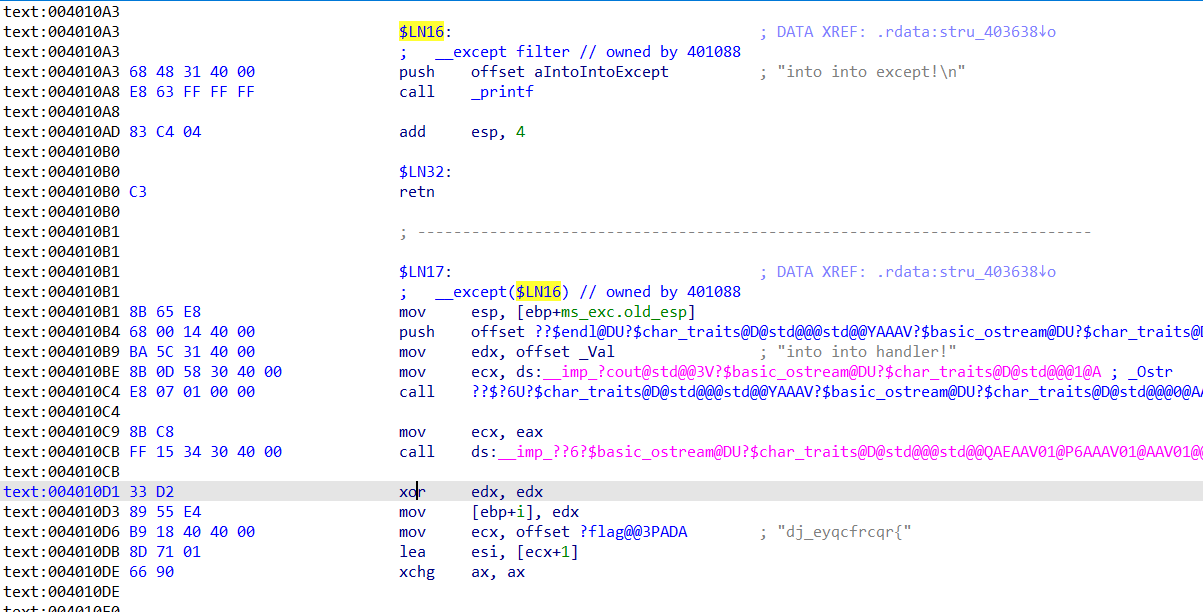 text:004010A3
text:004010A3 $LN16: ; DATA XREF: .rdata:stru_403638↓o
text:004010A3 ; __except filter // owned by 401088
text:004010A3 68 48 31 40 00 push offset aIntoIntoExcept ; "into into except!\n"
text:004010A8 E8 63 FF FF FF call _printf
text:004010A8
text:004010AD 83 C4 04 add esp, 4
text:004010B0
text:004010B0 $LN32:
text:004010B0 C3 retn
text:004010B0
text:004010B1 ; ---------------------------------------------------------------------------
text:004010B1
text:004010B1 $LN17: ; DATA XREF: .rdata:stru_403638↓o
text:004010B1 ; __except($LN16) // owned by 401088
text:004010B1 8B 65 E8 mov esp, [ebp+ms_exc.old_esp]
text:004010B4 68 00 14 40 00 push offset ??$endl@DU?$char_traits@D@std@@@std@@YAAAV?$basic_ostream@DU?$char_traits@D
text:004010B9 BA 5C 31 40 00 mov edx, offset _Val ; "into into handler!"
text:004010BE 8B 0D 58 30 40 00 mov ecx, ds:__imp_?cout@std@@3V?$basic_ostream@DU?$char_traits@D@std@@@1@A ; _Ostr
text:004010C4 E8 07 01 00 00 call ??$?6U?$char_traits@D@std@@@std@@YAAAV?$basic_ostream@DU?$char_traits@D@std@@@0@AA
text:004010C4
text:004010C9 8B C8 mov ecx, eax
text:004010CB FF 15 34 30 40 00 call ds:__imp_??6?$basic_ostream@DU?$char_traits@D@std@@@std@@QAEAAV01@P6AAAV01@AAV01@@
text:004010CB
text:004010D1 33 D2 xor edx, edx
text:004010D3 89 55 E4 mov [ebp+i], edx
text:004010D6 B9 18 40 40 00 mov ecx, offset ?flag@@3PADA ; "dj_eyqcfrcqr{"
text:004010DB 8D 71 01 lea esi, [ecx+1]
text:004010DE 66 90 xchg ax, ax
text:004010DE